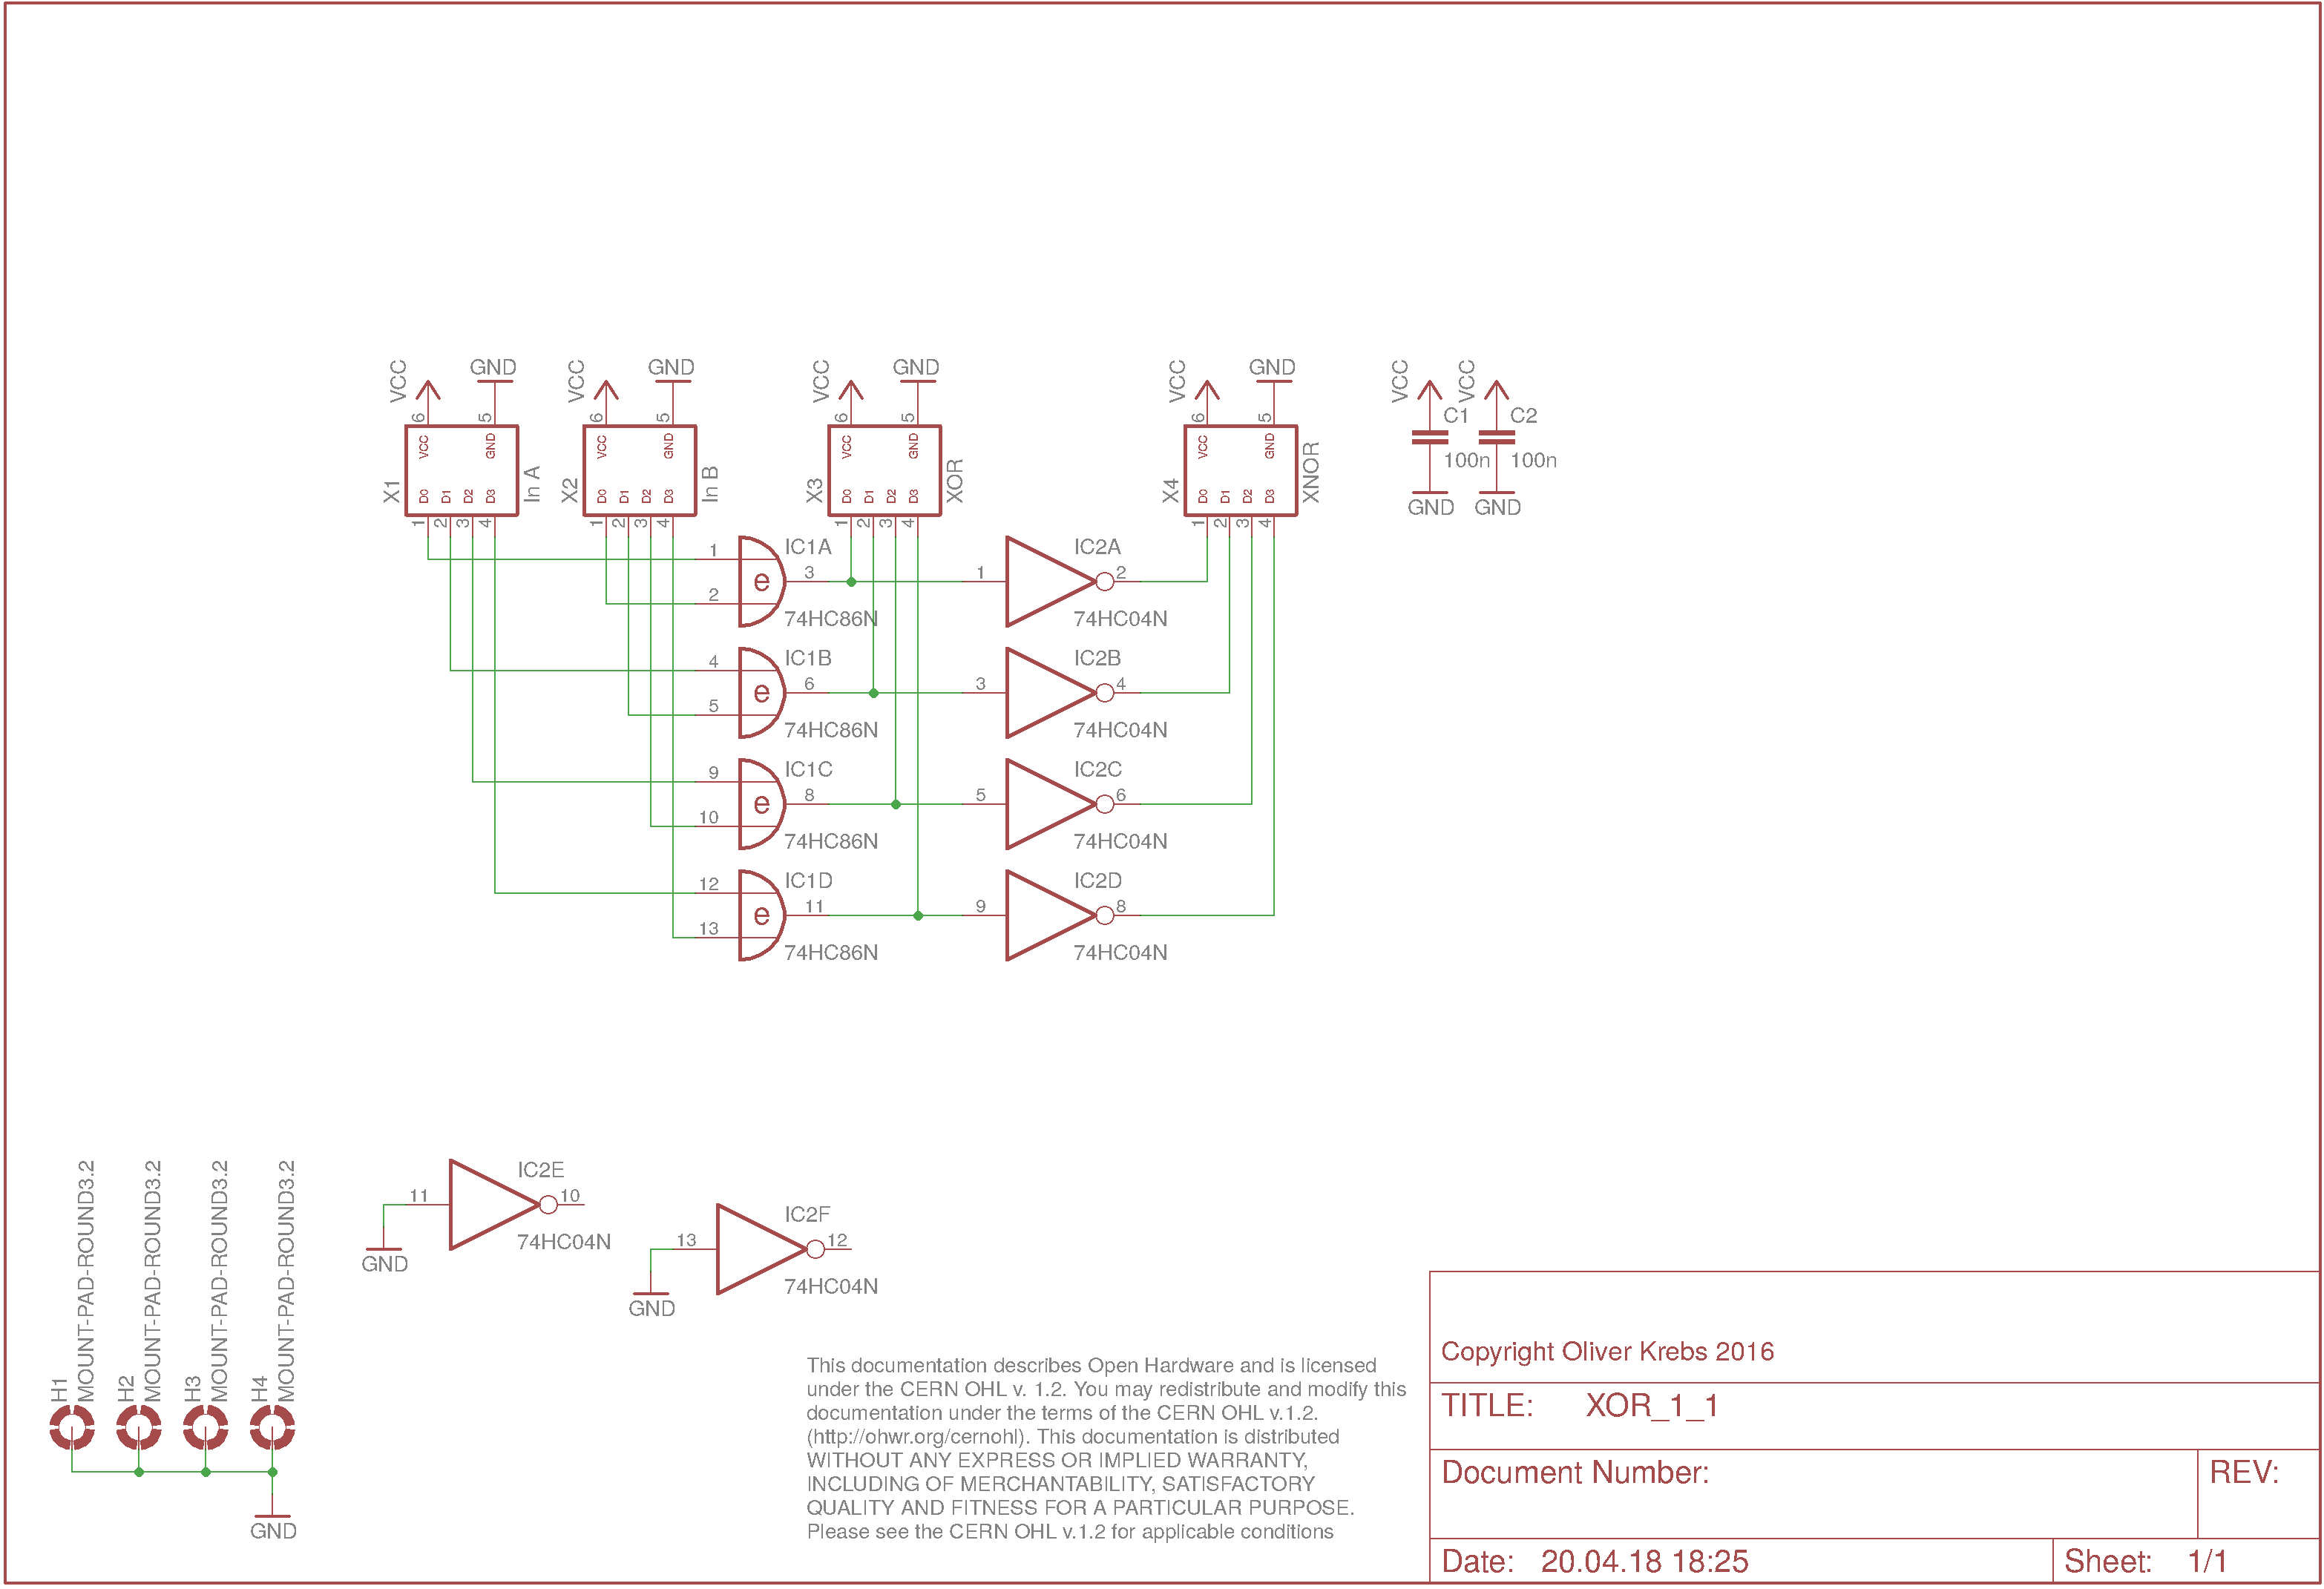 VCC
GND
VCC
GND
VCC
GND
VCC
GND
VCC
VCC
6
5
6
5
6
5
6
5
C1
C2
VCC
GND
VCC
GND
VCC
GND
VCC
GND
100n
100n
X1
D0
D1
D2
D3
In A
X2
D0
D1
D2
D3
In B
X3
D0
D1
D2
D3
XOR
X4
D0
D1
D2
D3
XNOR
GND
GND
1
2
3
4
1
2
3
4
1
2
3
4
1
2
3
4
1
IC1A
IC2A
e
3
1
2
2
74HC86N
74HC04N
4
IC1B
IC2B
e
6
3
4
5
74HC86N
74HC04N
9
IC1C
IC2C
e
8
5
6
10
74HC86N
74HC04N
12
IC1D
IC2D
e
11
9
8
13
74HC86N
74HC04N
H1
MOUNT-PAD-ROUND3.2
H2
MOUNT-PAD-ROUND3.2
H3
MOUNT-PAD-ROUND3.2
H4
MOUNT-PAD-ROUND3.2
GND
IC2E
11
10
74HC04N
GND
IC2F
13
12
74HC04N
GND
This documentation describes Open Hardware and is licensed
under the CERN OHL v. 1.2. You may redistribute and modify this
documentation under the terms of the CERN OHL v.1.2.
(http://ohwr.org/cernohl). This documentation is distributed
WITHOUT ANY EXPRESS OR IMPLIED WARRANTY,
INCLUDING OF MERCHANTABILITY, SATISFACTORY
QUALITY AND FITNESS FOR A PARTICULAR PURPOSE.
Please see the CERN OHL v.1.2 for applicable conditions
Copyright Oliver Krebs 2016
TITLE: XOR_1_1
Document Number:
REV:
Date: 20.04.18 18:25
Sheet: 1/1